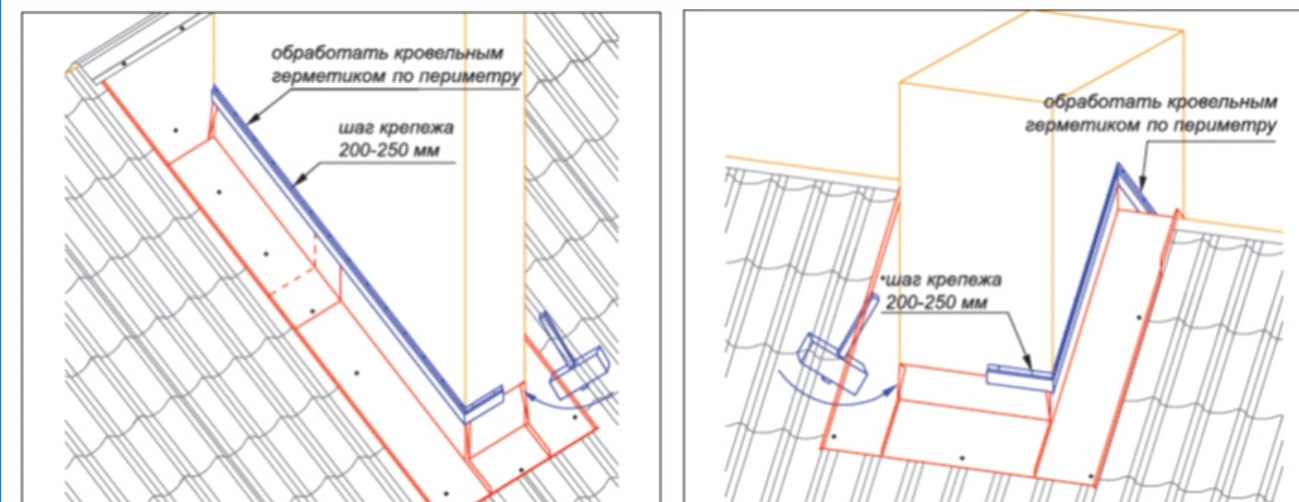 обработать кровельным
герметиком по периметру
шаг крепежа
200-250 мм
обработать кровельным
герметиком по периметру
шаг крепежа
200-250 мм